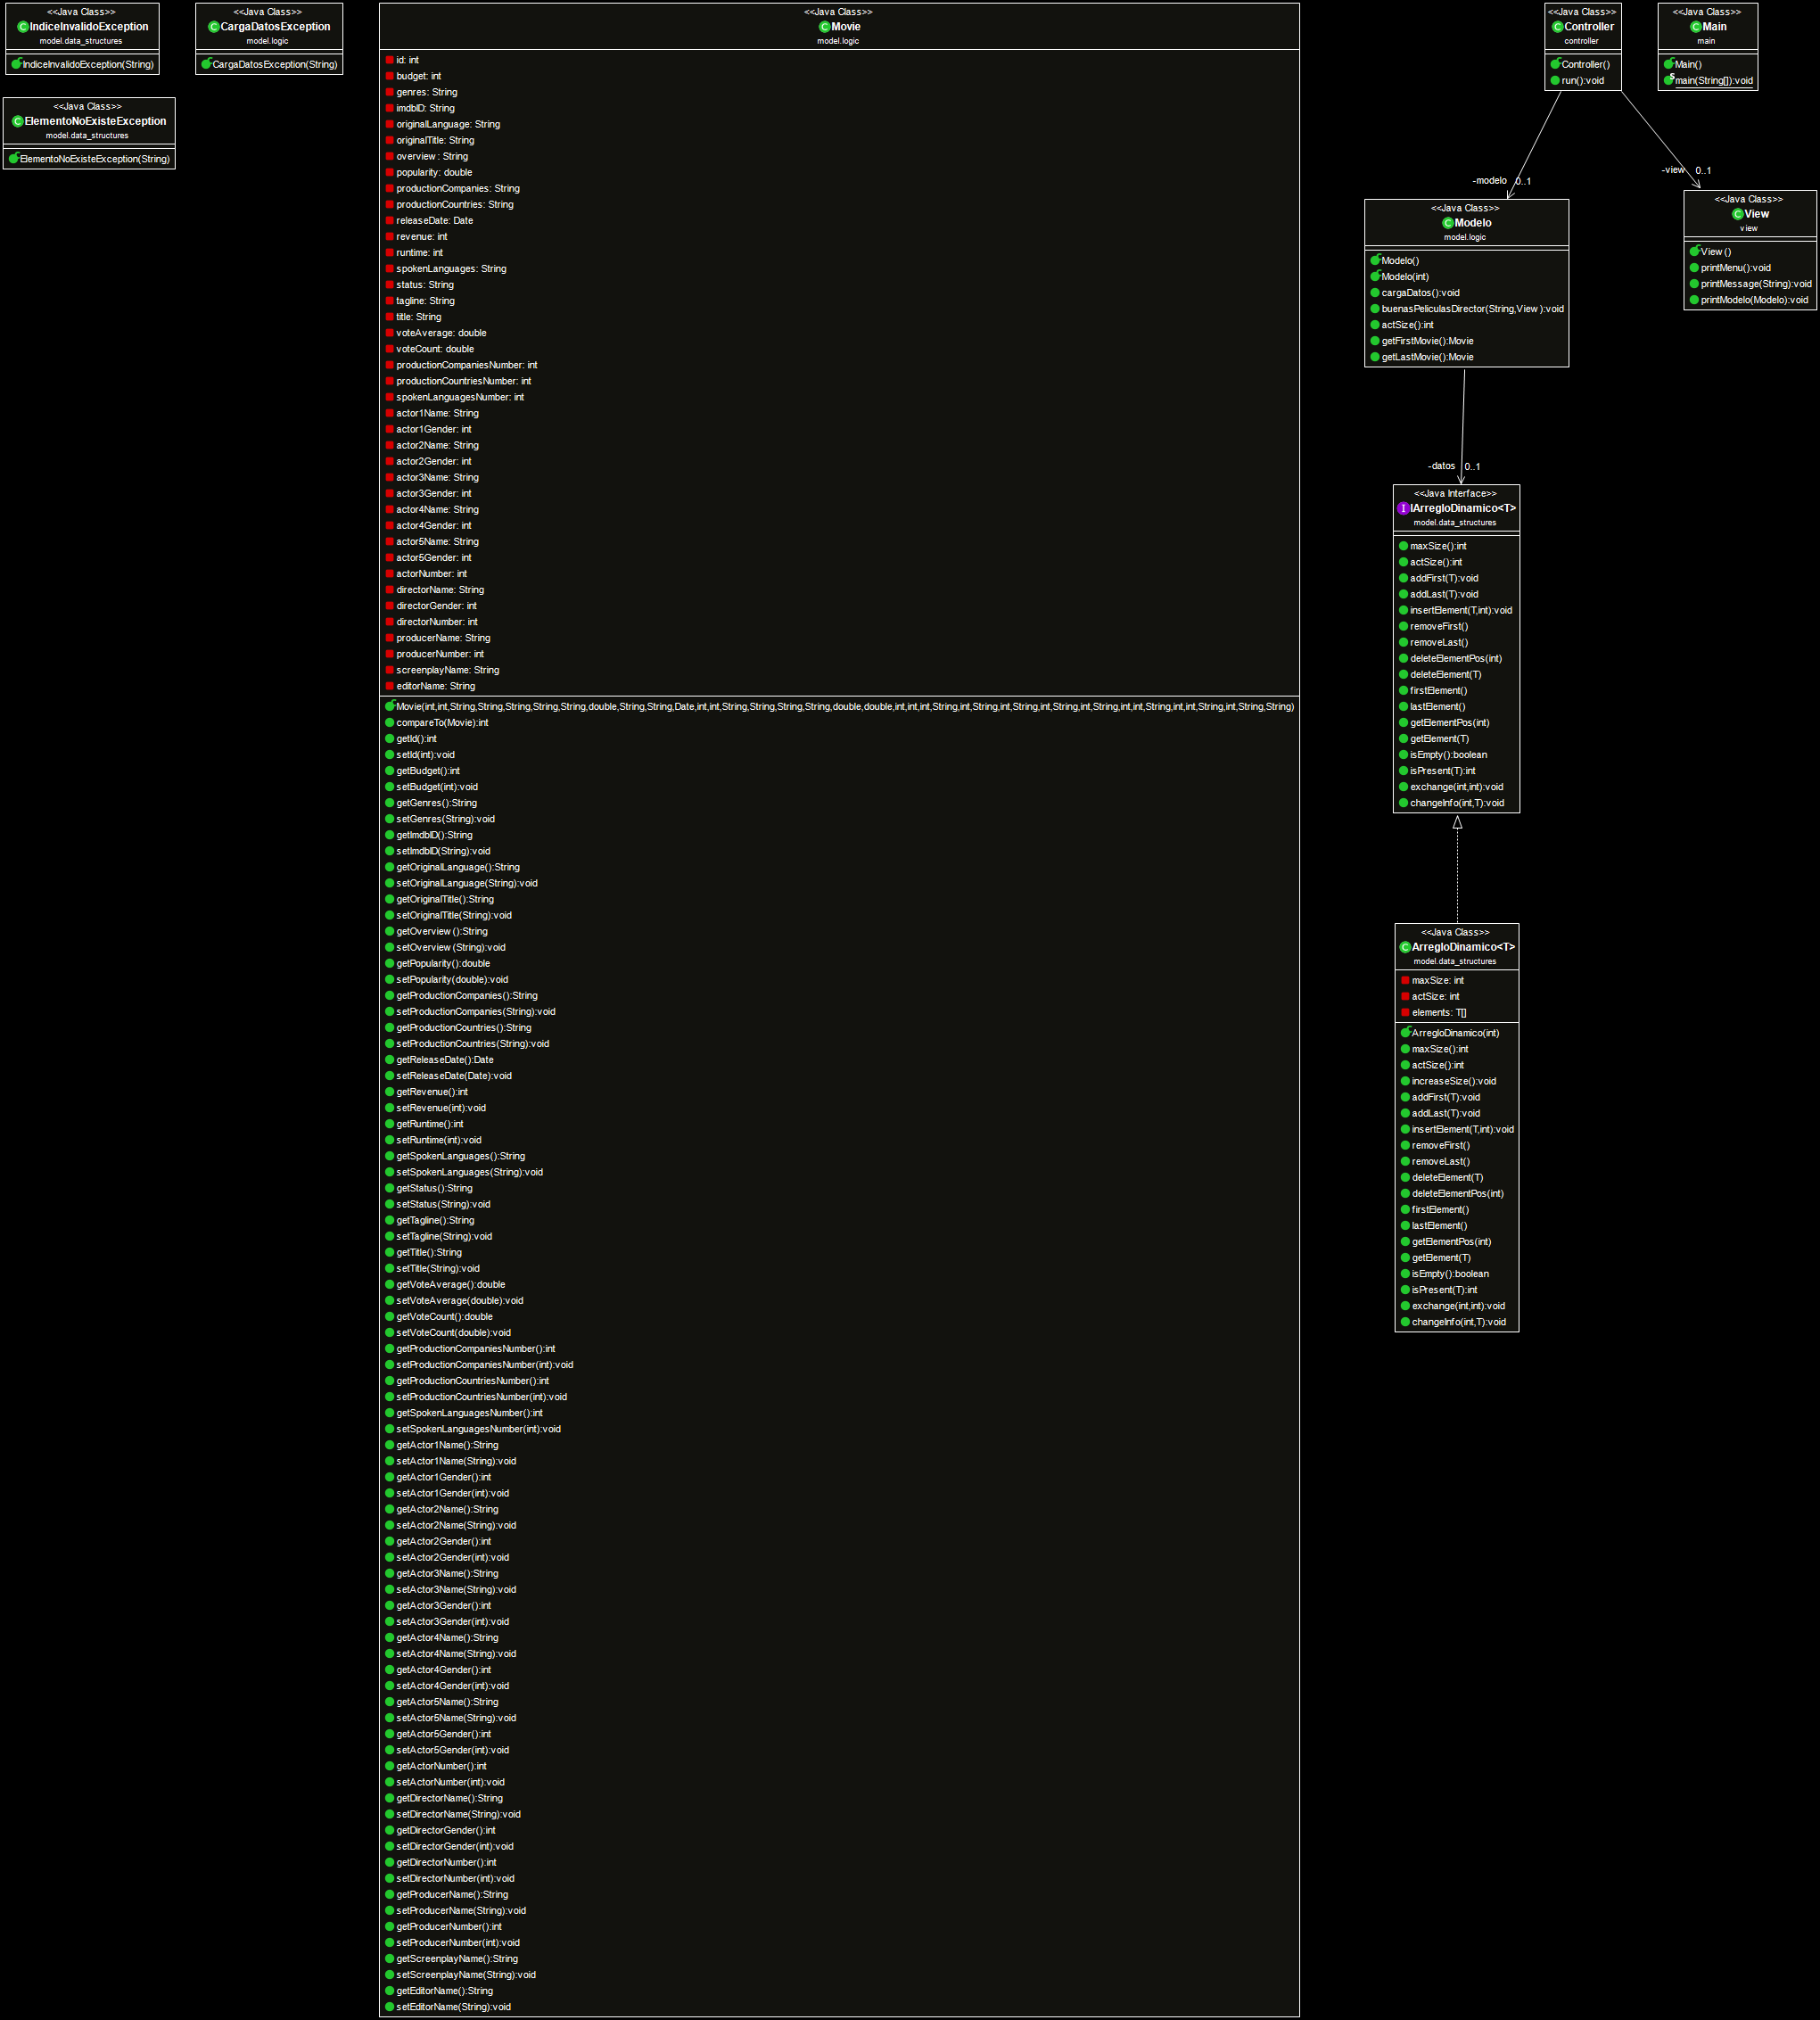 <<Java Class>>
IndiceInvalidoException
model.data_structures
IndiceInvalidoException(String)
<<Java Class>>
CargaDatosException
model.logic
CargaDatosException(String)
<<Java Class>>
ElementoNoExisteException
model.data_structures
ElementoNoExisteException(String)
<<Java Class>>
Movie
model.logic
id: int
budget: int
genres: String
imdbID: String
originalLanguage: String
originalTitle: String
overview: String
popularity: double
productionCompanies: String
productionCountries: String
releaseDate: Date
revenue: int
runtime: int
spokenLanguages: String
status: String
tagline: String
title: String
voteAverage: double
voteCount: double
productionCompaniesNumber: int
productionCountriesNumber: int
spokenLanguagesNumber: int
actor1Name: String
actor1Gender: int
actor2Name: String
actor2Gender: int
actor3Name: String
actor3Gender: int
actor4Name: String
actor4Gender: int
actor5Name: String
actor5Gender: int
actorNumber: int
directorName: String
directorGender: int
directorNumber: int
producerName: String
producerNumber: int
screenplayName: String
editorName: String
Movie(int,int,String,String,String,String,String,double,String,String,Date,int,int,String,String,String,String,double,double,int,int,int,String,int,String,int,String,int,String,int,String,int,int,String,int,int,String,int,String,String)
compareTo(Movie):int
getId():int
setId(int):void
getBudget():int
setBudget(int):void
getGenres():String
setGenres(String):void
getImdbID():String
setImdbID(String):void
getOriginalLanguage():String
setOriginalLanguage(String):void
getOriginalTitle():String
setOriginalTitle(String):void
getOverview():String
setOverview(String):void
getPopularity():double
setPopularity(double):void
getProductionCompanies():String
setProductionCompanies(String):void
getProductionCountries():String
setProductionCountries(String):void
getReleaseDate():Date
setReleaseDate(Date):void
getRevenue():int
setRevenue(int):void
getRuntime():int
setRuntime(int):void
getSpokenLanguages():String
setSpokenLanguages(String):void
getStatus():String
setStatus(String):void
getTagline():String
setTagline(String):void
getTitle():String
setTitle(String):void
getVoteAverage():double
setVoteAverage(double):void
getVoteCount():double
setVoteCount(double):void
getProductionCompaniesNumber():int
setProductionCompaniesNumber(int):void
getProductionCountriesNumber():int
setProductionCountriesNumber(int):void
getSpokenLanguagesNumber():int
setSpokenLanguagesNumber(int):void
getActor1Name():String
setActor1Name(String):void
getActor1Gender():int
setActor1Gender(int):void
getActor2Name():String
setActor2Name(String):void
getActor2Gender():int
setActor2Gender(int):void
getActor3Name():String
setActor3Name(String):void
getActor3Gender():int
setActor3Gender(int):void
getActor4Name():String
setActor4Name(String):void
getActor4Gender():int
setActor4Gender(int):void
getActor5Name():String
setActor5Name(String):void
getActor5Gender():int
setActor5Gender(int):void
getActorNumber():int
setActorNumber(int):void
getDirectorName():String
setDirectorName(String):void
getDirectorGender():int
setDirectorGender(int):void
getDirectorNumber():int
setDirectorNumber(int):void
getProducerName():String
setProducerName(String):void
getProducerNumber():int
setProducerNumber(int):void
getScreenplayName():String
setScreenplayName(String):void
getEditorName():String
setEditorName(String):void
<<Java Class>>
Controller
controller
Controller()
run():void
<<Java Class>>
Main
main
Main()
main(String[]):void
-modelo 0..1
-view 0..1
<<Java Class>>
Modelo
model.logic
Modelo()
Modelo(int)
cargaDatos():void
buenasPeliculasDirector(String,View):void
actSize():int
getFirstMovie():Movie
getLastMovie():Movie
<<Java Class>>
View
view
View()
printMenu():void
printMessage(String):void
printModelo(Modelo):void
-datos 0..1
<<Java Interface>>
IArregloDinamico<T>
model.data_structures
maxSize():int
actSize():int
addFirst(T):void
addLast(T):void
insertElement(T,int):void
removeFirst()
removeLast()
deleteElementPos(int)
deleteElement(T)
firstElement()
lastElement()
getElementPos(int)
getElement(T)
isEmpty():boolean
isPresent(T):int
exchange(int,int):void
changeInfo(int,T):void
<<Java Class>>
ArregloDinamico<T>
model.data_structures
maxSize: int
actSize: int
elements: T[]
ArregloDinamico(int)
maxSize():int
actSize():int
increaseSize():void
addFirst(T):void
addLast(T):void
insertElement(T,int):void
removeFirst()
removeLast()
deleteElement(T)
deleteElementPos(int)
firstElement()
lastElement()
getElementPos(int)
getElement(T)
isEmpty():boolean
isPresent(T):int
exchange(int,int):void
changeInfo(int,T):void